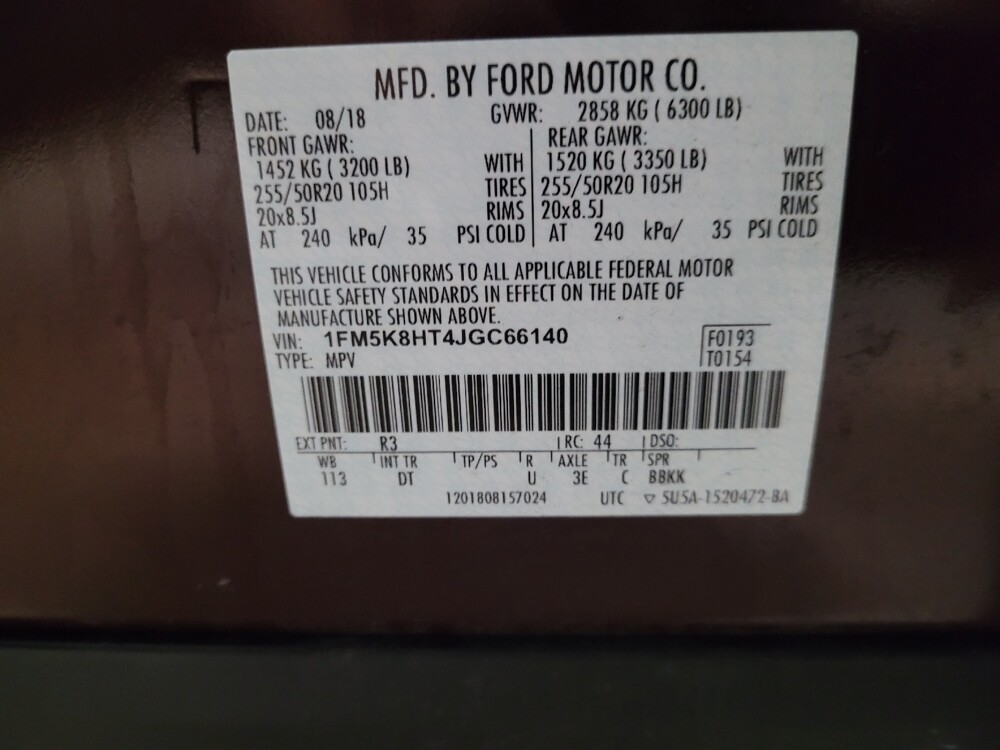 MFD. BY FORD MOTOR CO.
DATE: 08/18 GVWR: 2858 KG ( 6300 LB)
FRONT GAWR: REAR GAWR:
1452 KG ( 3200 LB) WITH 1520 KG ( 3350 LB) WITH
255/50R20 105H TIRES 255/50R20 105H TIRES
20x8.5J RIMS 20x8.5J RIMS
AT 240 kPa/ 35 PSI COLD AT 240 kPa/ 35 PSI COLD
THIS VEHICLE CONFORMS TO ALL APPLICABLE FEDERAL MOTOR
VEHICLE SAFETY STANDARDS IN EFFECT ON THE DATE OF
MANUFACTURE SHOWN ABOVE.
VIN: 1FM5K8HT4JGC66140 F0193
TYPE: MPV T0154
EXT PNT: R3 RC: 44 DSO:
WB INT TR TP/PS R AXLE TR SPR
113 DT U 3E C BBKK
1201808157024 UTC ▽ 5U5A-1520472-BA